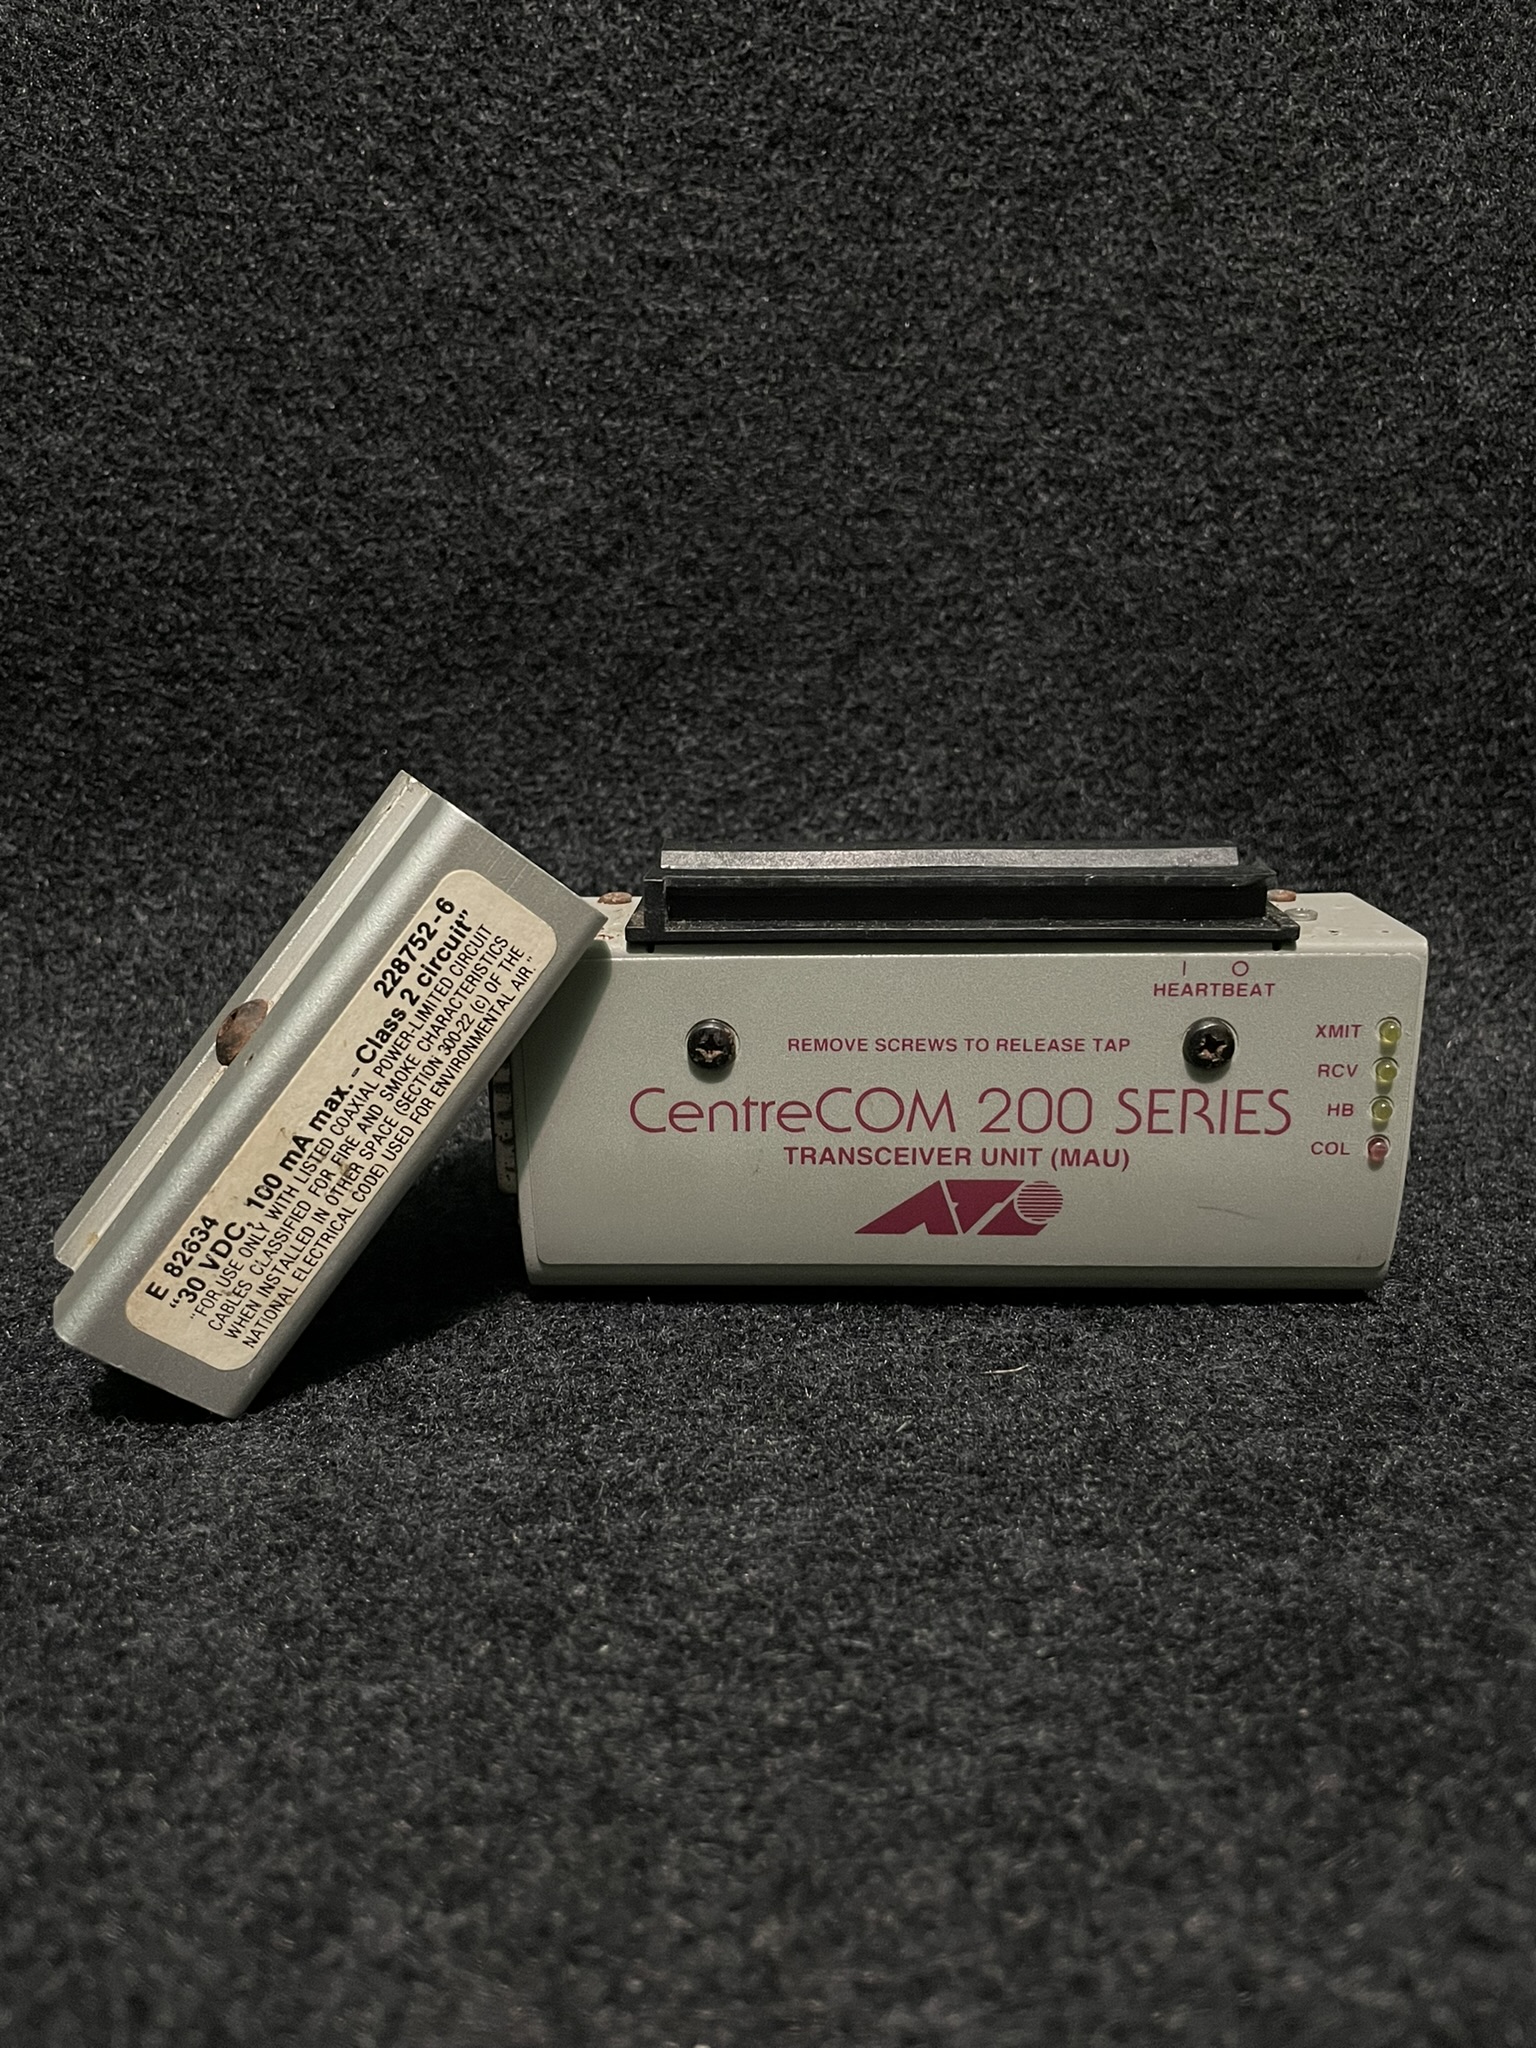 228752-6
E 82634
"30 VDC, 100 mA max. - Class 2 circuit"
"FOR USE ONLY WITH LISTED COAXIAL POWER-LIMITED CIRCUIT
CABLES CLASSIFIED FOR FIRE AND SMOKE CHARACTERISTICS
WHEN INSTALLED IN OTHER SPACE (SECTION 300-22 (c) OF THE
NATIONAL ELECTRICAL CODE) USED FOR ENVIRONMENTAL AIR."
I O
HEARTBEAT
REMOVE SCREWS TO RELEASE TAP
XMIT
RCV
HB
COL
CentreCOM 200 SERIES
TRANSCEIVER UNIT (MAU)